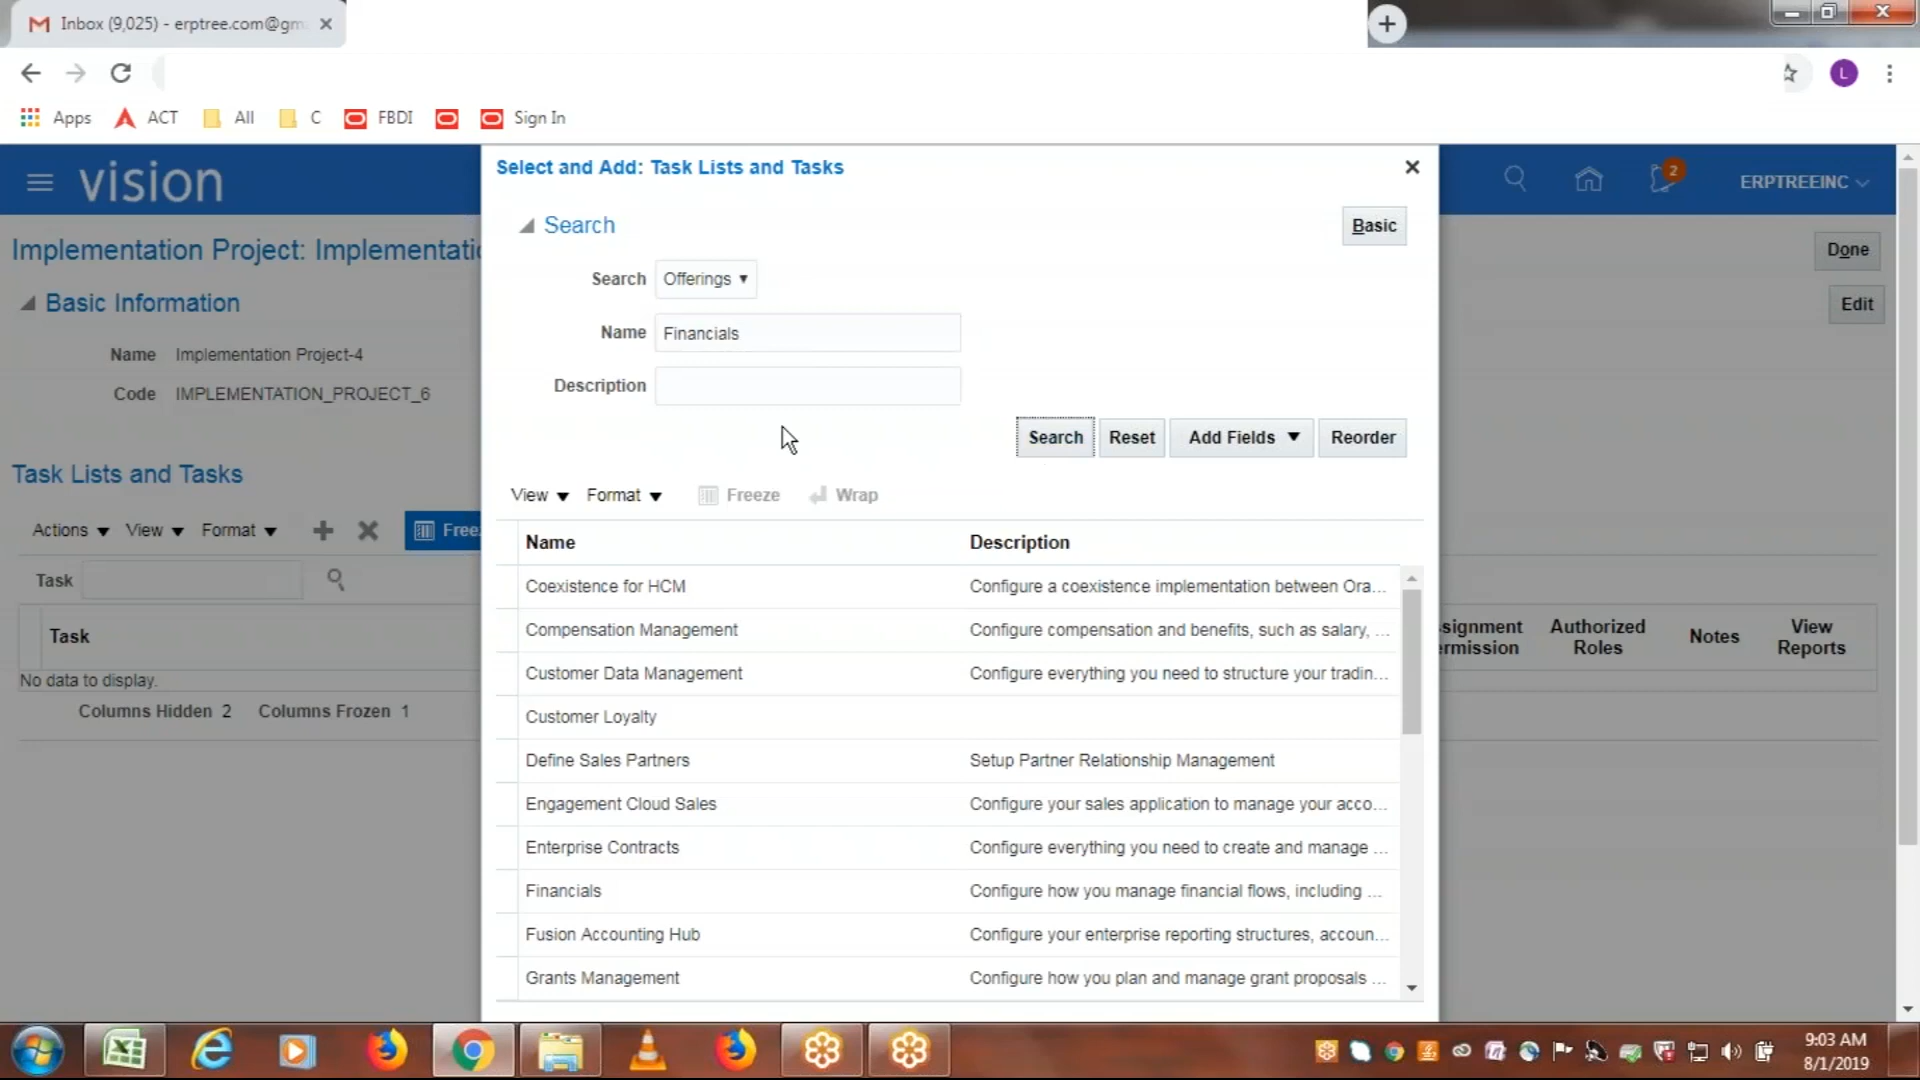 Inbox (9,025) - erptree.com@gm
Apps ACT All C FBDI Sign In
vision
2
ERPTREEINC
Implementation Project: Implementatio
Done
Basic Information
Edit
Name Implementation Project-4
Code IMPLEMENTATION_PROJECT_6
Task Lists and Tasks
Actions View Format Freez
Task
Task
signment
ermission
Authorized
Roles
Notes
View
Reports
No data to display.
Columns Hidden 2 Columns Frozen 1
Select and Add: Task Lists and Tasks
Search
Basic
Search Offerings
Name Financials
Description
Search Reset Add Fields Reorder
View Format Freeze Wrap
Name Description
Coexistence for HCM Configure a coexistence implementation between Ora...
Compensation Management Configure compensation and benefits, such as salary, ...
Customer Data Management Configure everything you need to structure your tradin...
Customer Loyalty
Define Sales Partners Setup Partner Relationship Management
Engagement Cloud Sales Configure your sales application to manage your acco...
Enterprise Contracts Configure everything you need to create and manage ...
Financials Configure how you manage financial flows, including ...
Fusion Accounting Hub Configure your enterprise reporting structures, accoun...
Grants Management Configure how you plan and manage grant proposals ...
9:03 AM
8/1/2019
L